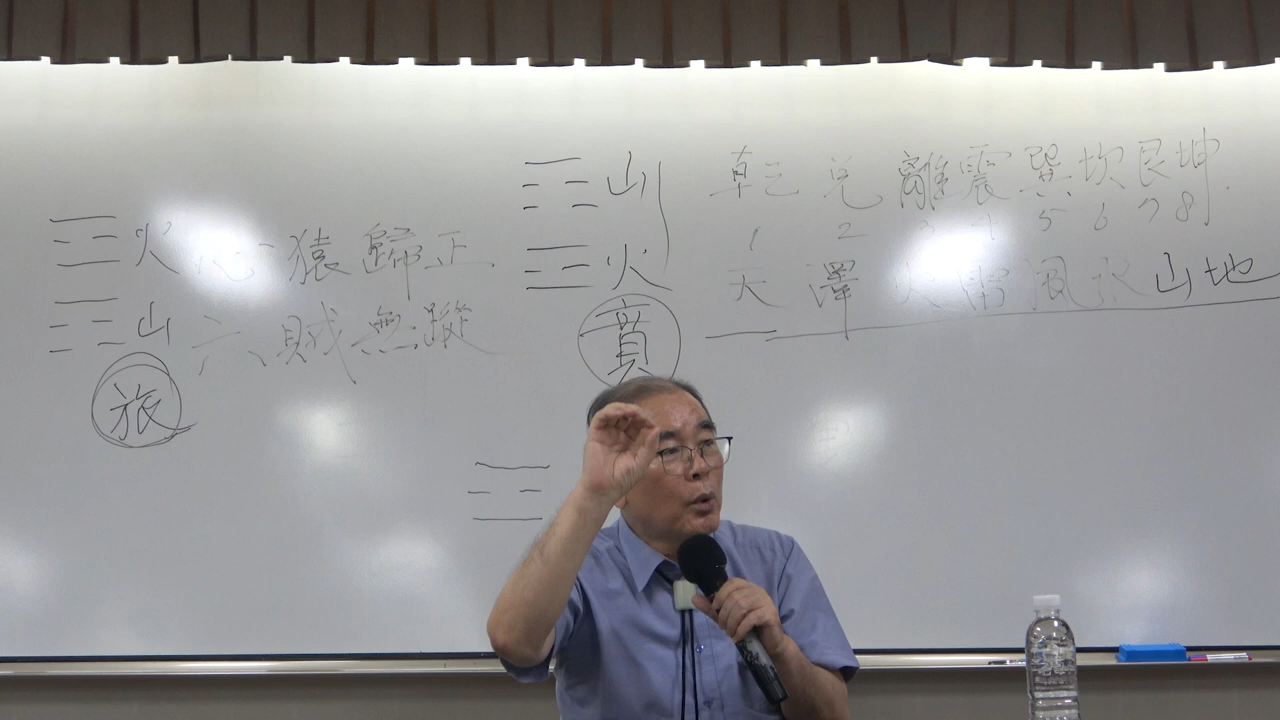 火 心猿歸正
山 六賊無蹤
旅
山
火
賁
乾兌離震巽坎艮坤
1 2 3 4 5 6 7 8
天澤火雷風水山地